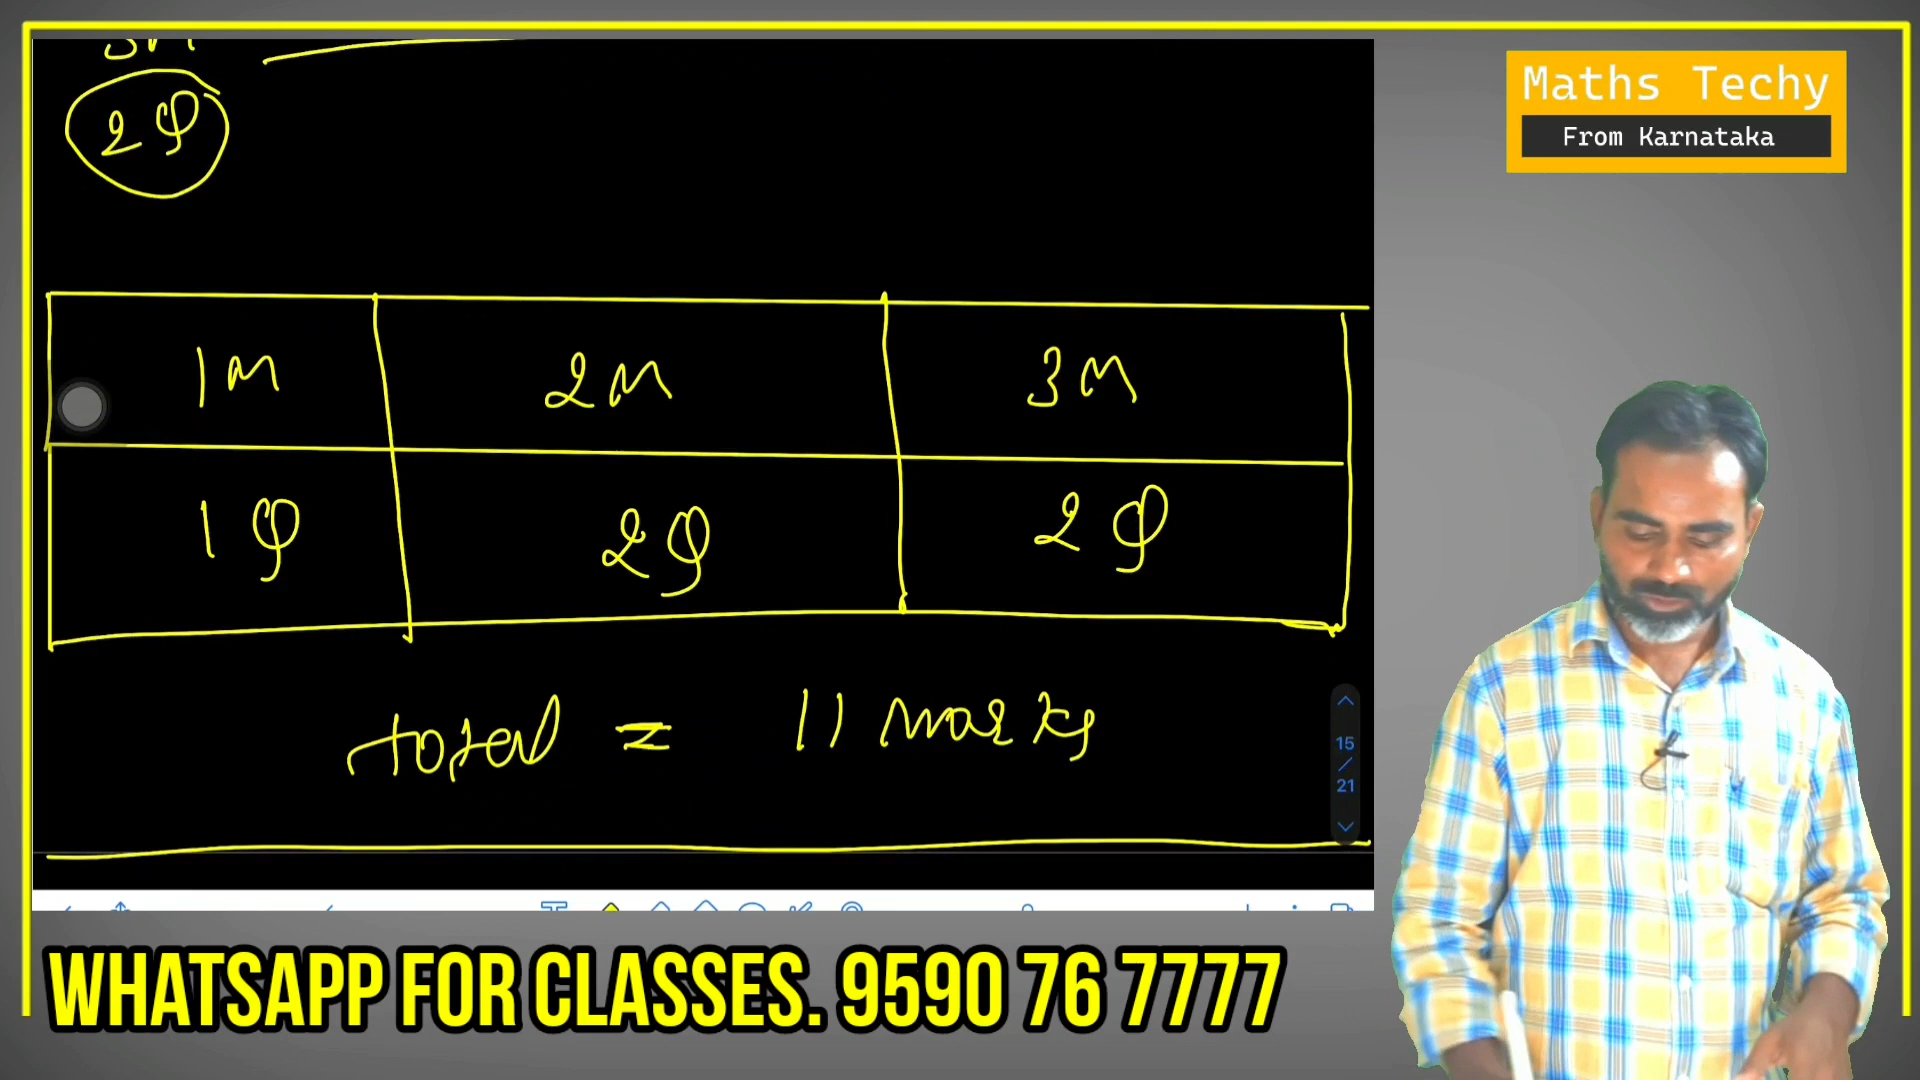 3M
2Q
Maths Techy
From Karnataka
1M 2M 3M
1Q 2Q 2Q
total = 11 marks
15
/
21
WHATSAPP FOR CLASSES. 9590 76 7777